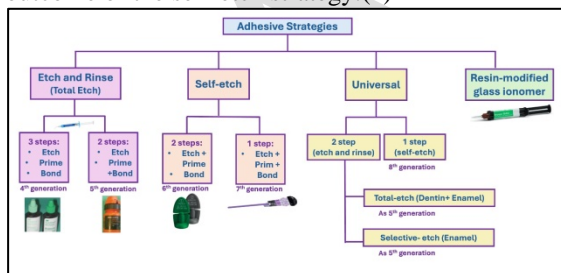 Adhesive Strategies
Etch and Rinse
(Total Etch)
Self-etch
Universal
Resin-modified
glass ionomer
3 steps:
• Etch
• Prime
• Bond
4th generation
2 steps:
• Etch
• Prime
+Bond
5th generation
2 steps:
• Etch +
Prime
• Bond
6th generation
1 step:
• Etch +
Prim +
Bond
7th generation
2 step
(etch and rinse)
1 step
(self-etch)
8th generation
Total-etch (Dentin+ Enamel)
As 5th generation
Selective- etch (Enamel)
As 5th generation